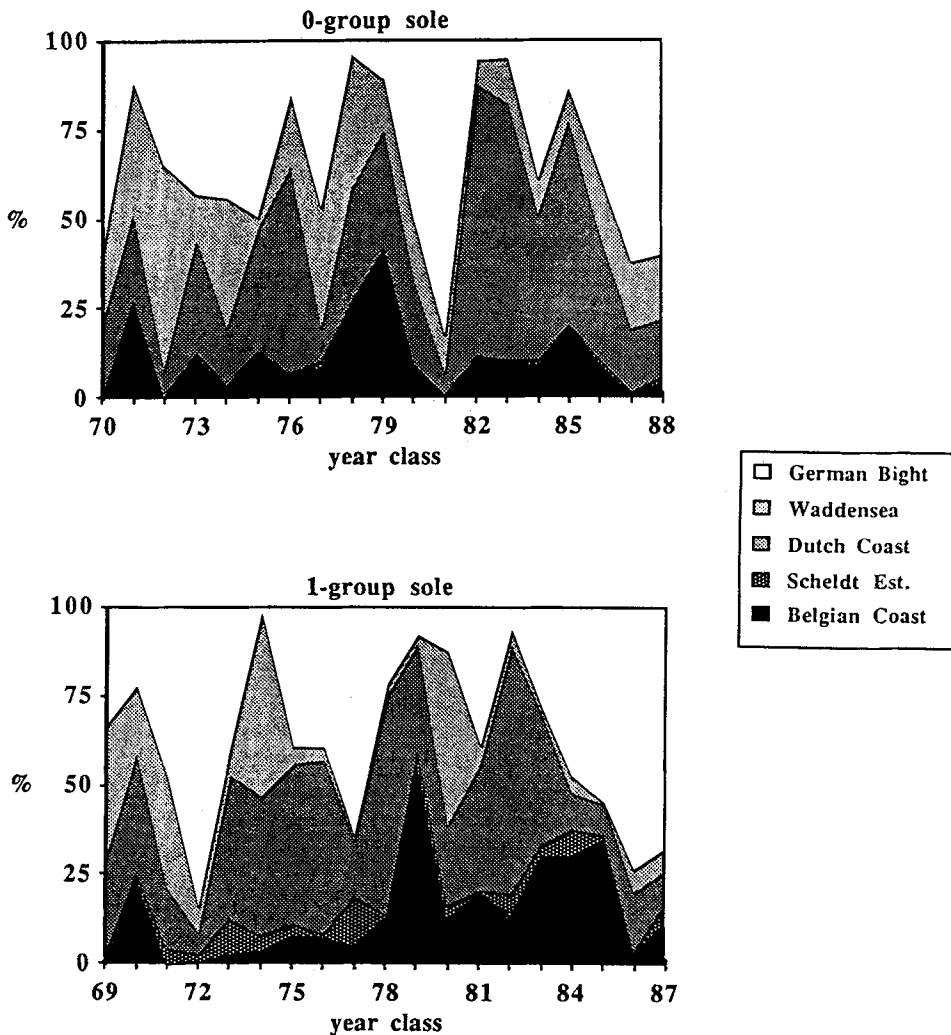 0-group sole
100
75
%
50
25
0
70 73 76 79 82 85 88
year class
German Bight
Waddensea
Dutch Coast
Scheldt Est.
Belgian Coast
1-group sole
100
75
%
50
25
0
69 72 75 78 81 84 87
year class